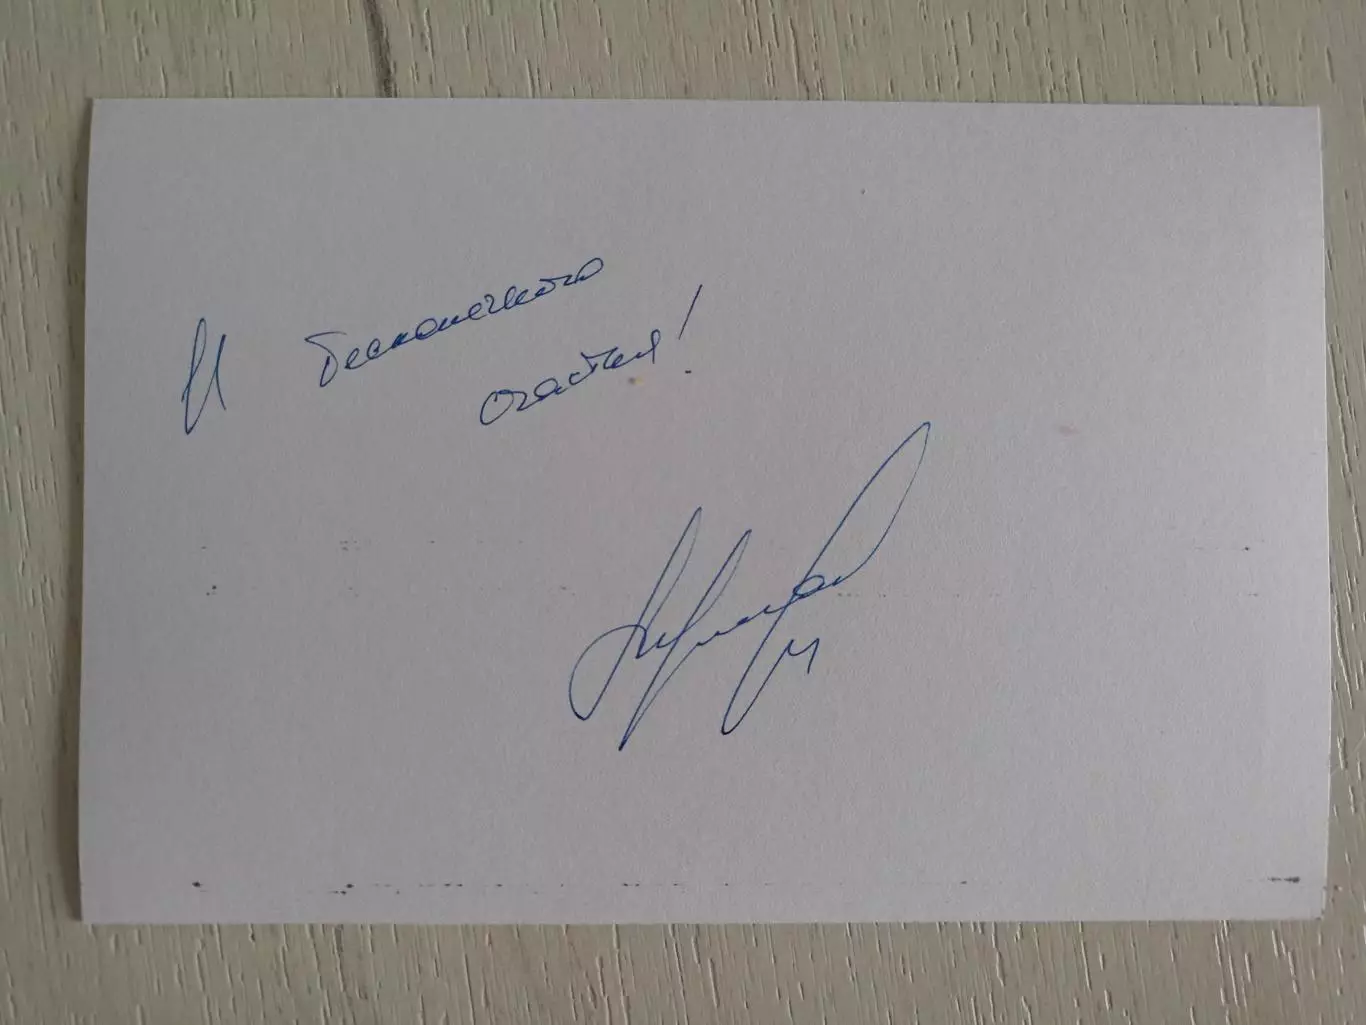 И бесконечного
счастья!